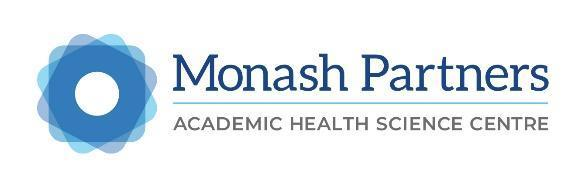 Monash Partners
ACADEMIC HEALTH SCIENCE CENTRE